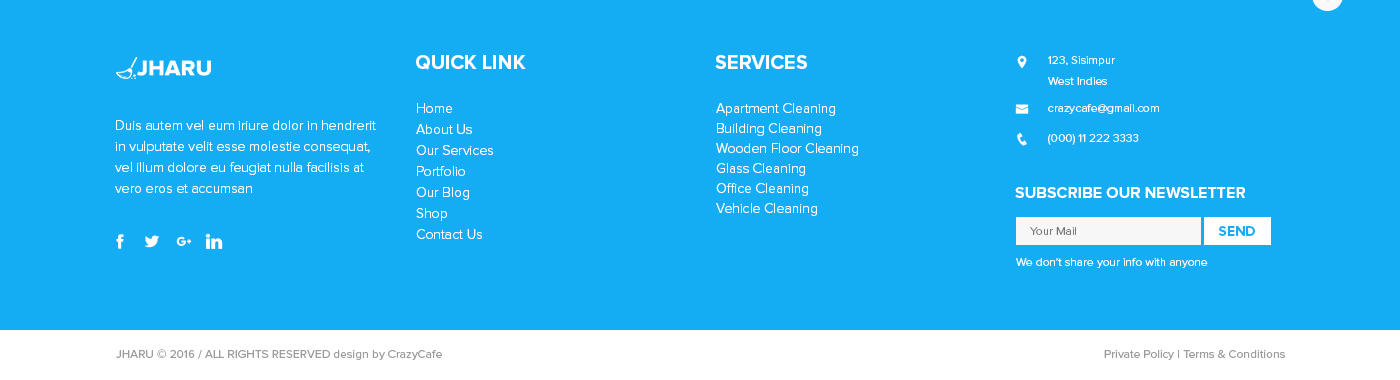 JHARU
Duis autem vel eum iriure dolor in hendrerit
in vulputate velit esse molestie consequat,
vel illum dolore eu feugiat nulla facilisis at
vero eros et accumsan
QUICK LINK
Home
About Us
Our Services
Portfolio
Our Blog
Shop
Contact Us
SERVICES
Apartment Cleaning
Building Cleaning
Wooden Floor Cleaning
Glass Cleaning
Office Cleaning
Vehicle Cleaning
123, Sisimpur
West Indies
crazycafe@gmail.com
(000) 11 222 3333
SUBSCRIBE OUR NEWSLETTER
Your Mail
SEND
We don't share your info with anyone
JHARU © 2016 / ALL RIGHTS RESERVED design by CrazyCafe
Private Policy | Terms & Conditions